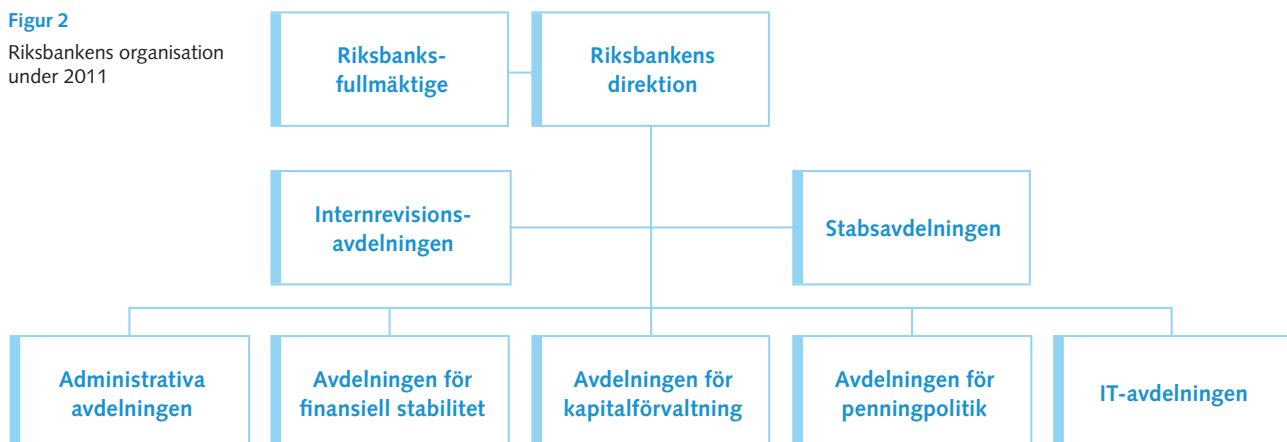 Figur 2
Riksbankens organisation
under 2011
Riksbanks-
fullmäktige
Riksbankens
direktion
Internrevisions-
avdelningen
Stabsavdelningen
Administrativa
avdelningen
Avdelningen för
finansiell stabilitet
Avdelningen för
kapitalförvaltning
Avdelningen för
penningpolitik
IT-avdelningen